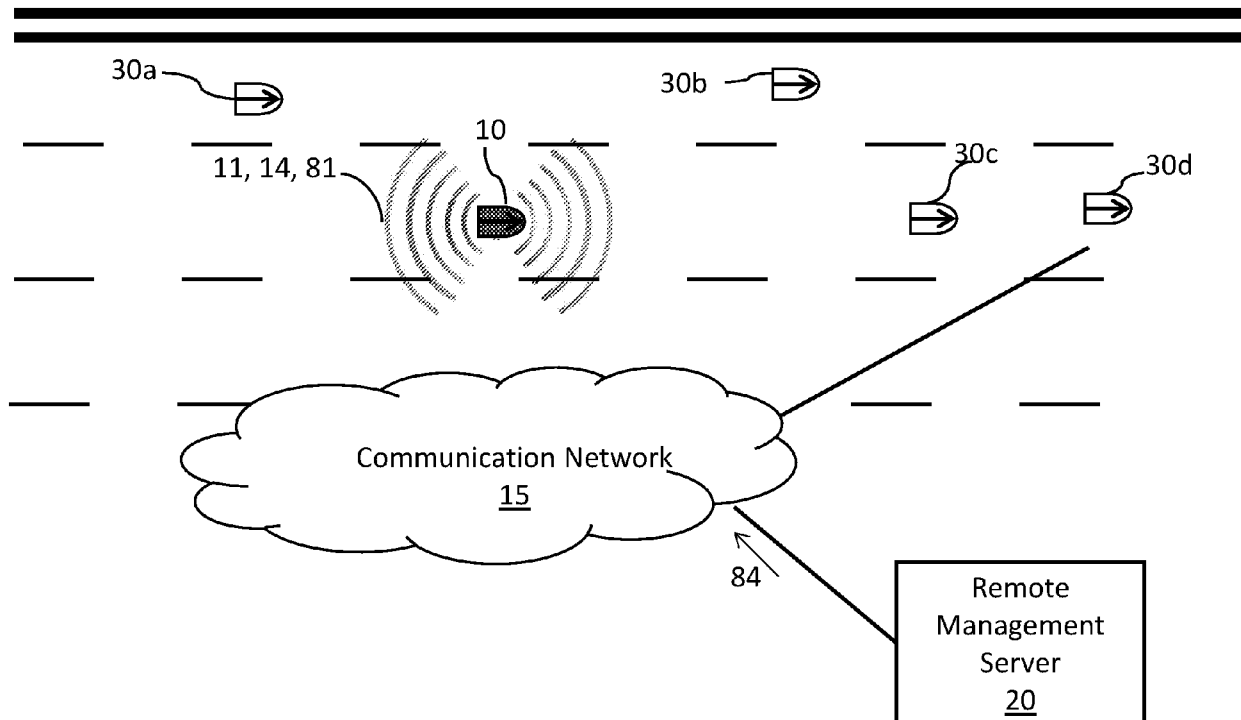 30a
30b
10
11, 14, 81
30c
30d
Communication Network
15
84
Remote
Management
Server
20